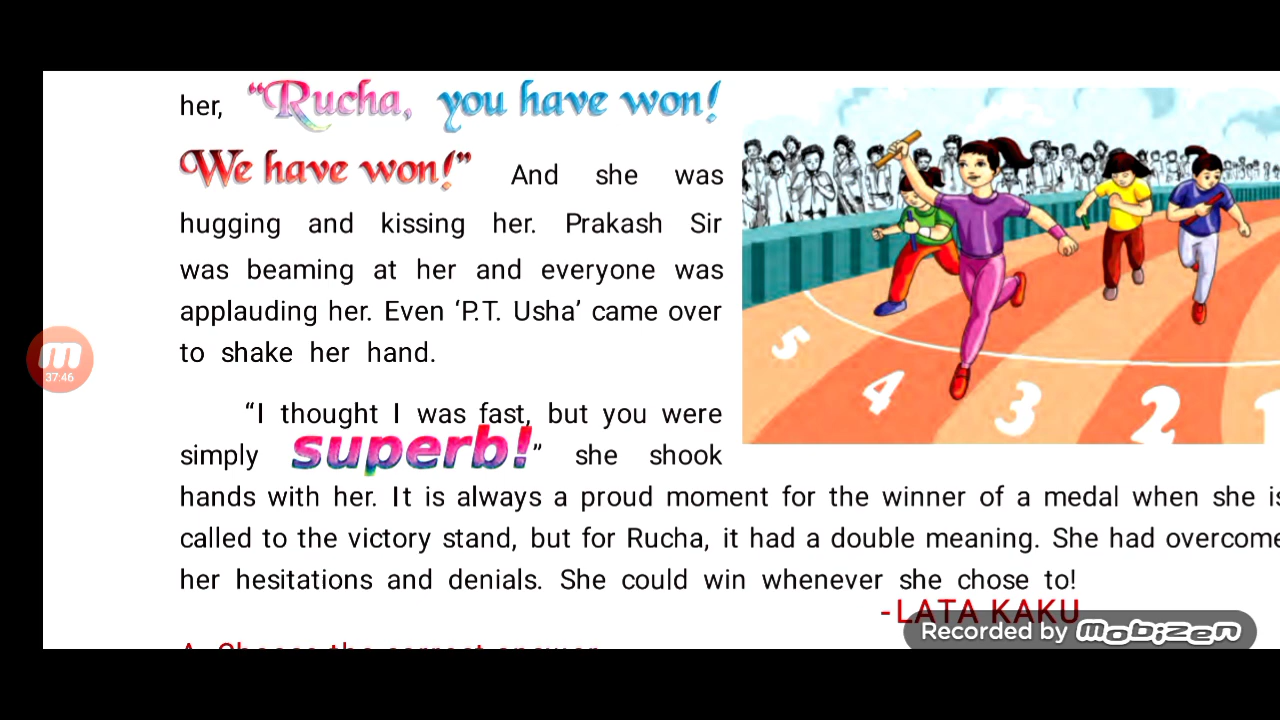 her, “Rucha, you have won!
We have won!” And she was
hugging and kissing her. Prakash Sir
was beaming at her and everyone was
applauding her. Even ‘P.T. Usha’ came over
to shake her hand.
“I thought I was fast, but you were
simply superb!” she shook
hands with her. It is always a proud moment for the winner of a medal when she is
called to the victory stand, but for Rucha, it had a double meaning. She had overcome
her hesitations and denials. She could win whenever she chose to!
-LATA KAKU
A. Choose the correct answer
5
4
3
2
1
37:46
Recorded by mobizen